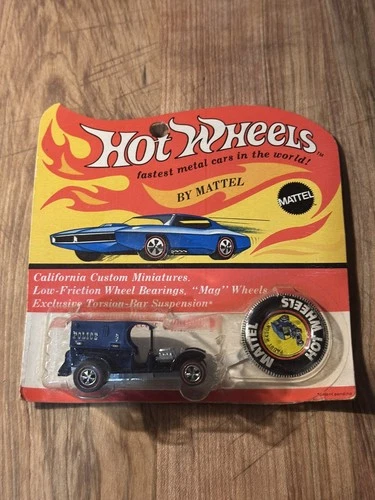 HOT WHEELS
fastest metal cars in the world!
BY MATTEL
MATTEL
California Custom Miniatures.
Low-Friction Wheel Bearings, "Mag" Wheels &
Exclusive Torsion-Bar Suspension*
POLICE
HOT WHEELS
MATTEL